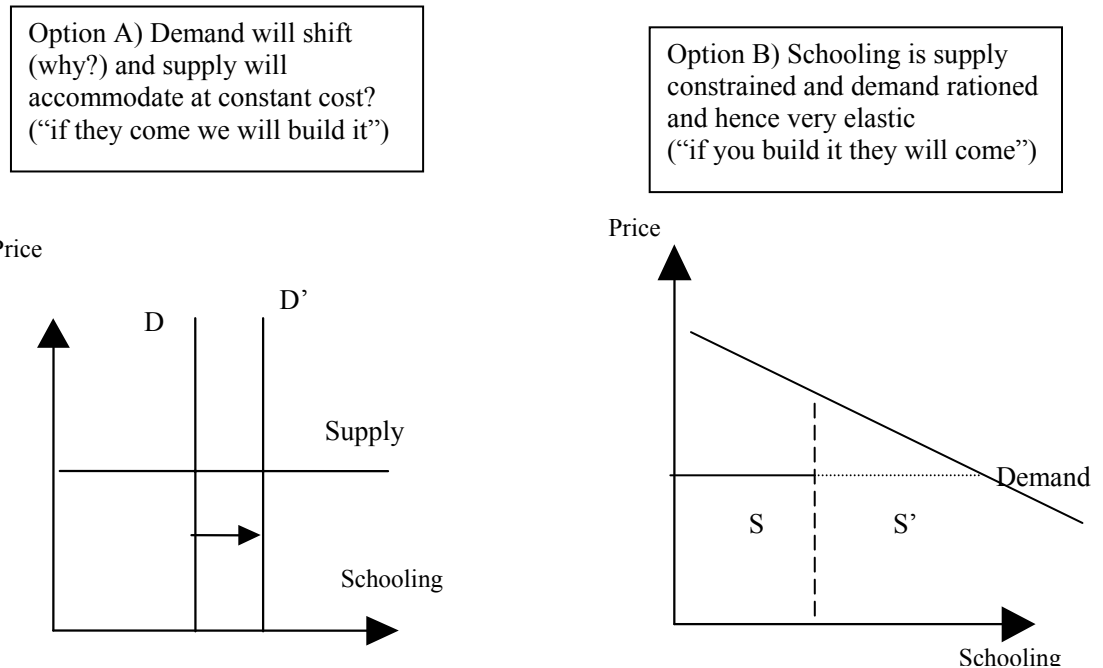 Option A) Demand will shift
(why?) and supply will
accommodate at constant cost?
(“if they come we will build it”)
Option B) Schooling is supply
constrained and demand rationed
and hence very elastic
(“if you build it they will come”)
Price
D
D’
Supply
Schooling
Price
Demand
S
S’
Schooling